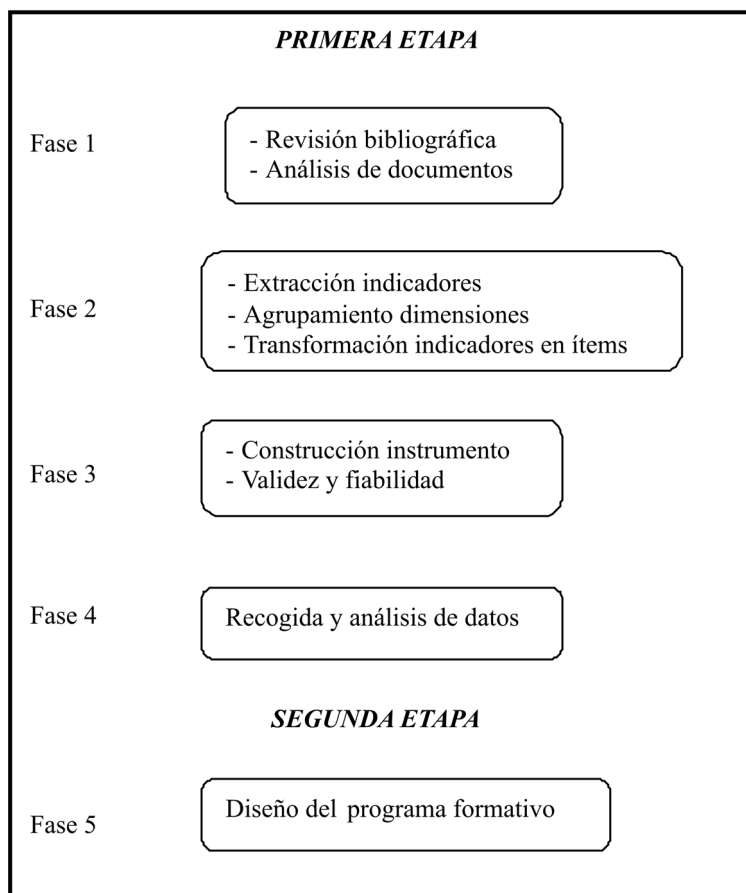 PRIMERA ETAPA
Fase 1
- Revisión bibliográfica
- Análisis de documentos
Fase 2
- Extracción indicadores
- Agrupamiento dimensiones
- Transformación indicadores en ítems
Fase 3
- Construcción instrumento
- Validez y fiabilidad
Fase 4
Recogida y análisis de datos
SEGUNDA ETAPA
Fase 5
Diseño del programa formativo